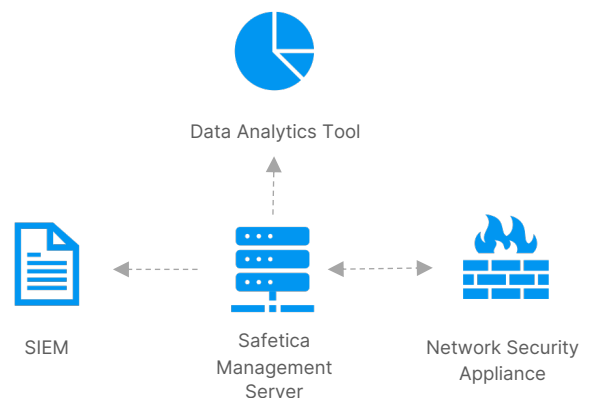 Data Analytics Tool
SIEM
Safetica
Management
Server
Network Security
Appliance